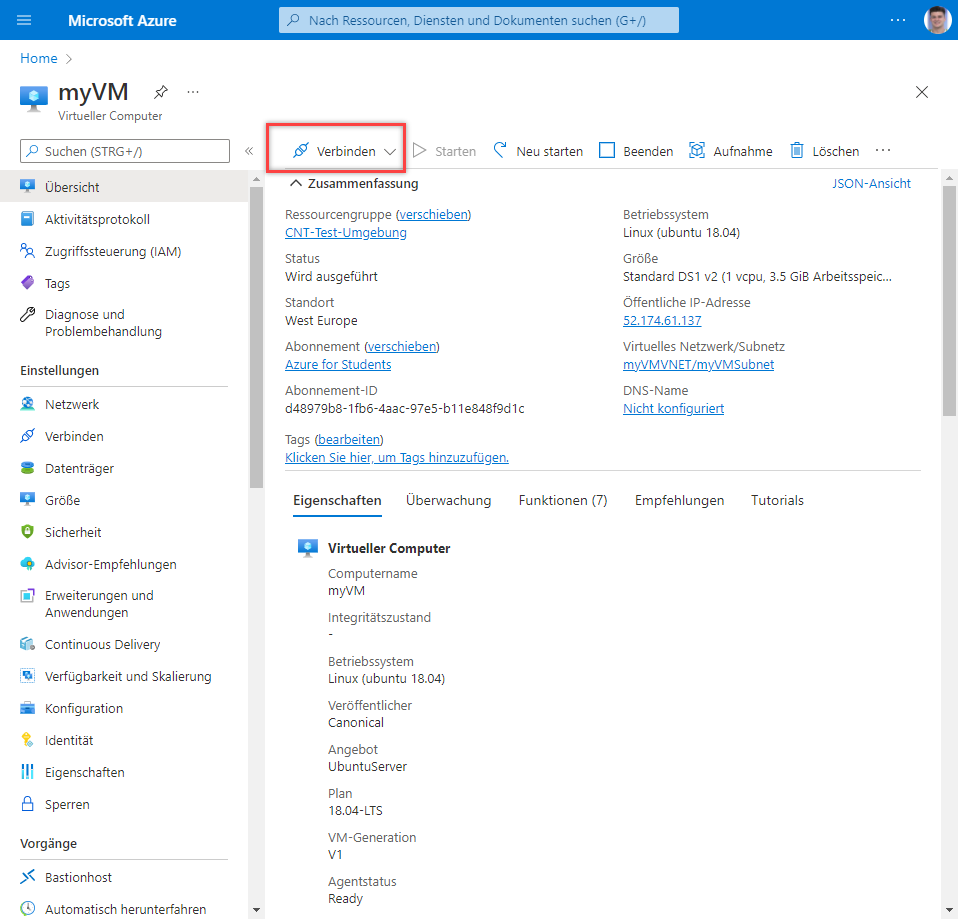 Microsoft Azure
Nach Ressourcen, Diensten und Dokumenten suchen (G+/)
Home
myVM
Virtueller Computer
Suchen (STRG+/)
Verbinden
Starten
Neu starten
Beenden
Aufnahme
Löschen
Übersicht
Aktivitätsprotokoll
Zugriffssteuerung (IAM)
Tags
Diagnose und
Problembehandlung
Einstellungen
Netzwerk
Verbinden
Datenträger
Größe
Sicherheit
Advisor-Empfehlungen
Erweiterungen und
Anwendungen
Continuous Delivery
Verfügbarkeit und Skalierung
Konfiguration
Identität
Eigenschaften
Sperren
Vorgänge
Bastionhost
Automatisch herunterfahren
Zusammenfassung
JSON-Ansicht
Ressourcengruppe (verschieben)
CNT-Test-Umgebung
Status
Wird ausgeführt
Standort
West Europe
Abonnement (verschieben)
Azure for Students
Abonnement-ID
d48979b8-1fb6-4aac-97e5-b11e848f9d1c
Tags (bearbeiten)
Klicken Sie hier, um Tags hinzuzufügen.
Betriebssystem
Linux (ubuntu 18.04)
Größe
Standard DS1 v2 (1 vcpu, 3.5 GiB Arbeitsspeic...
Öffentliche IP-Adresse
52.174.61.137
Virtuelles Netzwerk/Subnetz
myVMVNET/myVMSubnet
DNS-Name
Nicht konfiguriert
Eigenschaften
Überwachung
Funktionen (7)
Empfehlungen
Tutorials
Virtueller Computer
Computername
myVM
Integritätszustand
-
Betriebssystem
Linux (ubuntu 18.04)
Veröffentlicher
Canonical
Angebot
UbuntuServer
Plan
18.04-LTS
VM-Generation
V1
Agentstatus
Ready